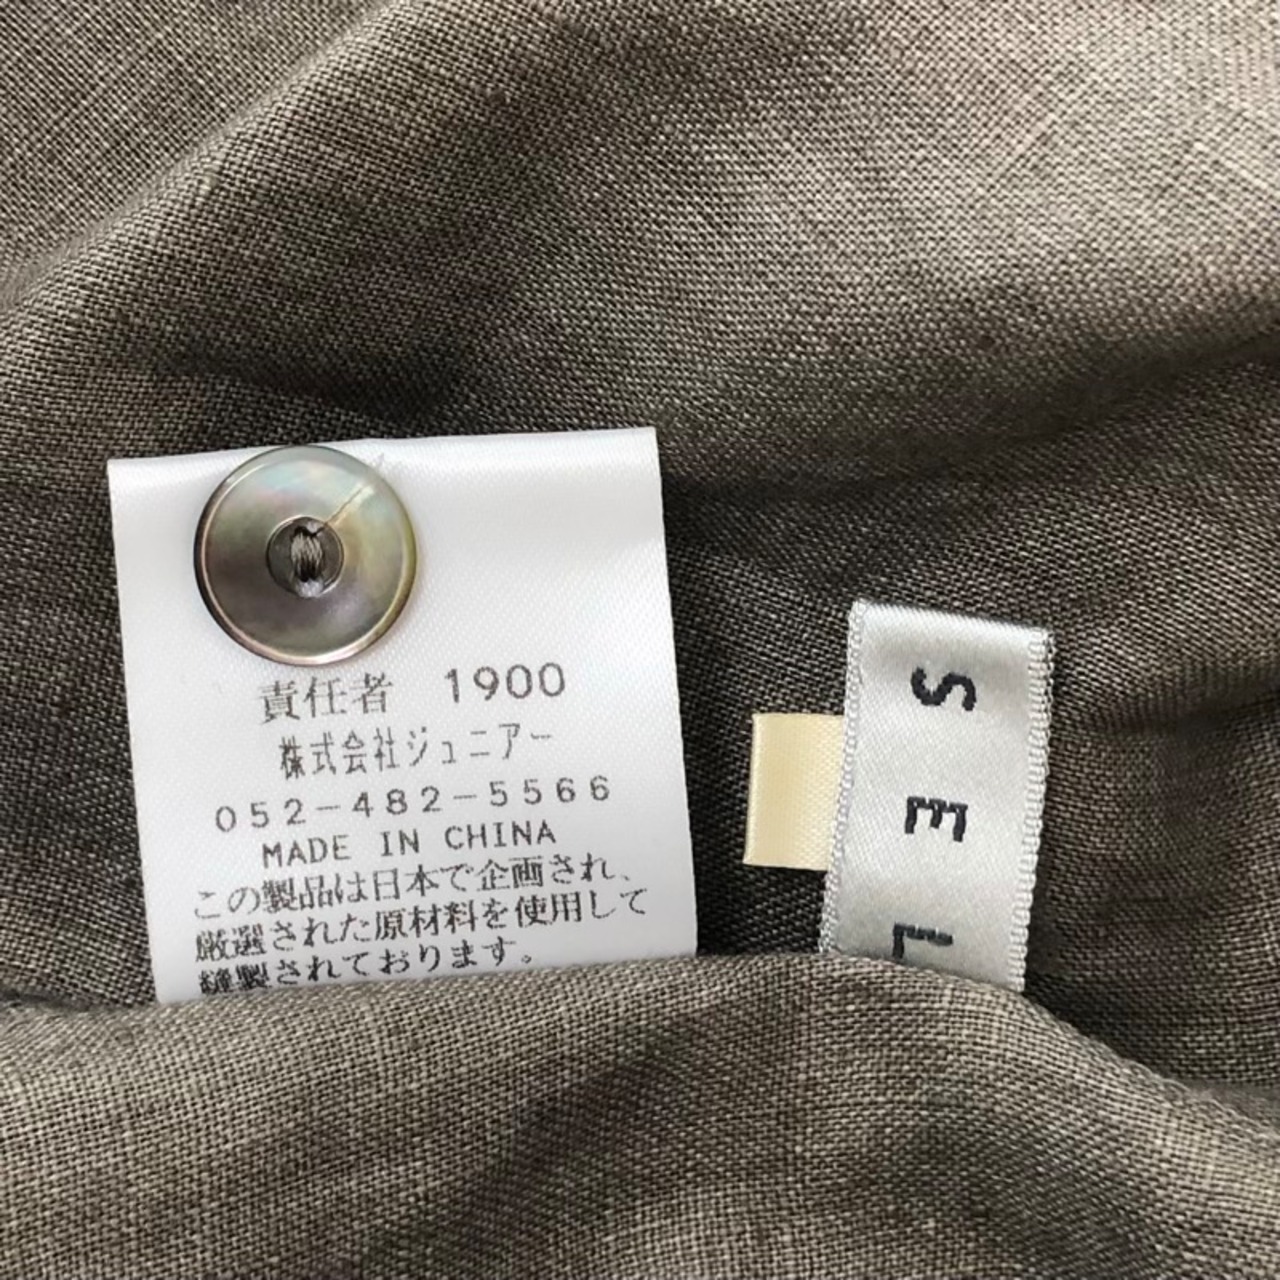 責任者 1900
株式会社ジュニアー
052-482-5566
MADE IN CHINA
この製品は日本で企画され、
厳選された原材料を使用して
縫製されております。
SEL